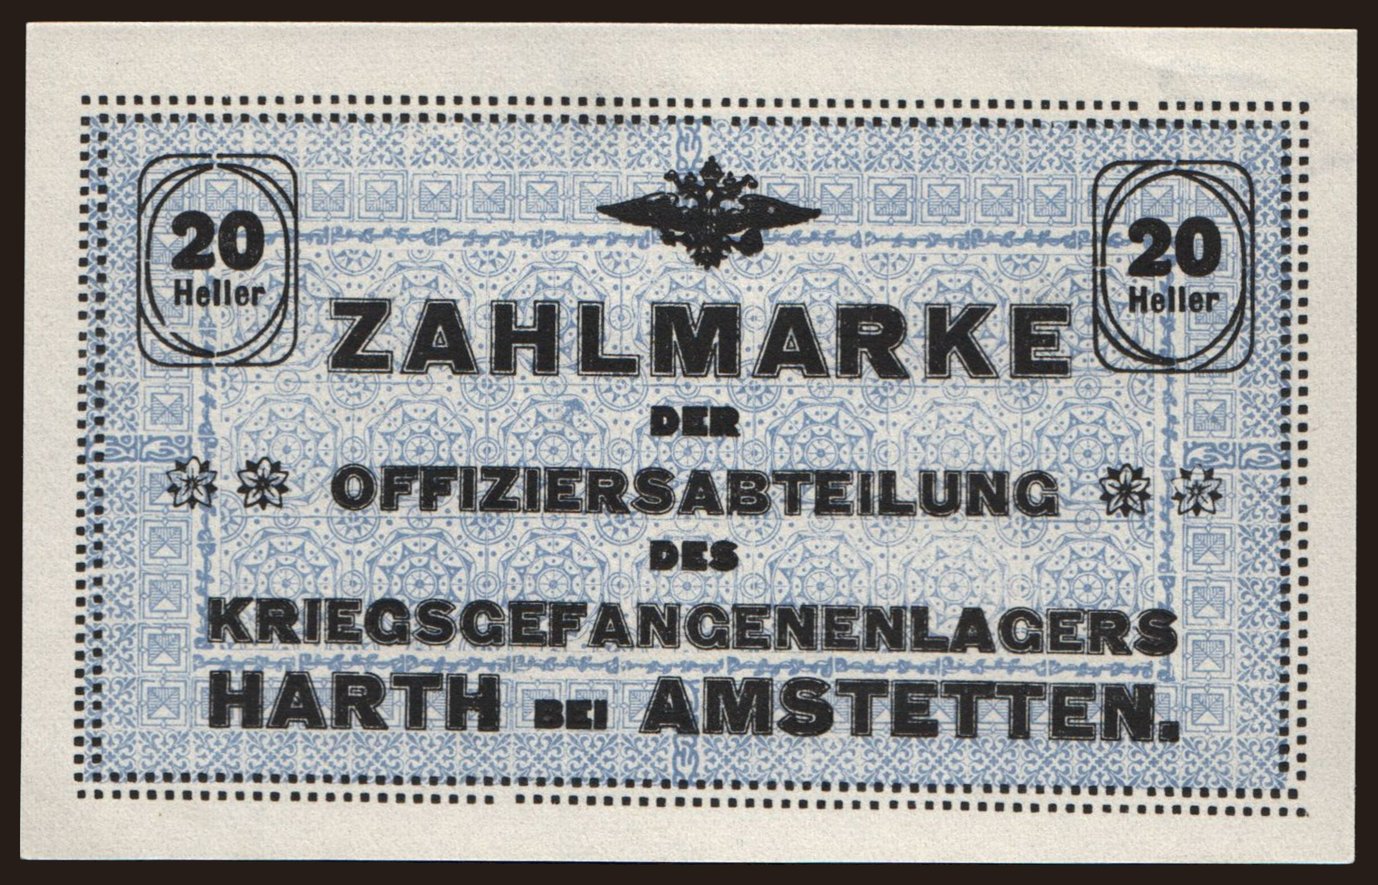 20
Heller
20
Heller
ZAHLMARKE
DER
OFFIZIERSABTEILUNG
DES
KRIEGSGEFANGENENLAGERS
HARTH BEI AMSTETTEN.